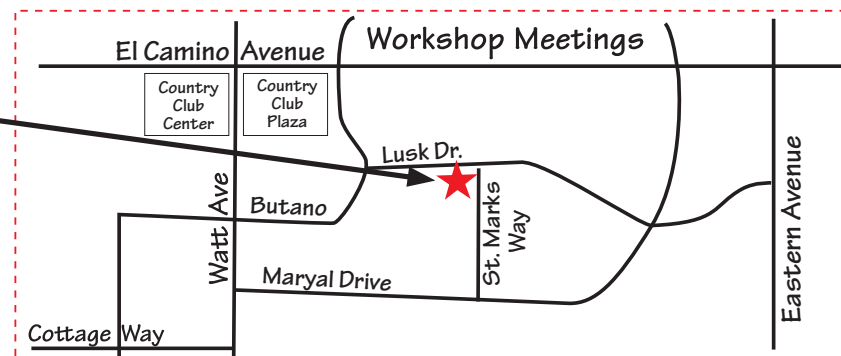 Workshop Meetings
El Camino Avenue
Country
Club
Center
Country
Club
Plaza
Lusk Dr.
Watt Ave
Butano
St. Marks
Way
Eastern Avenue
Maryal Drive
Cottage Way